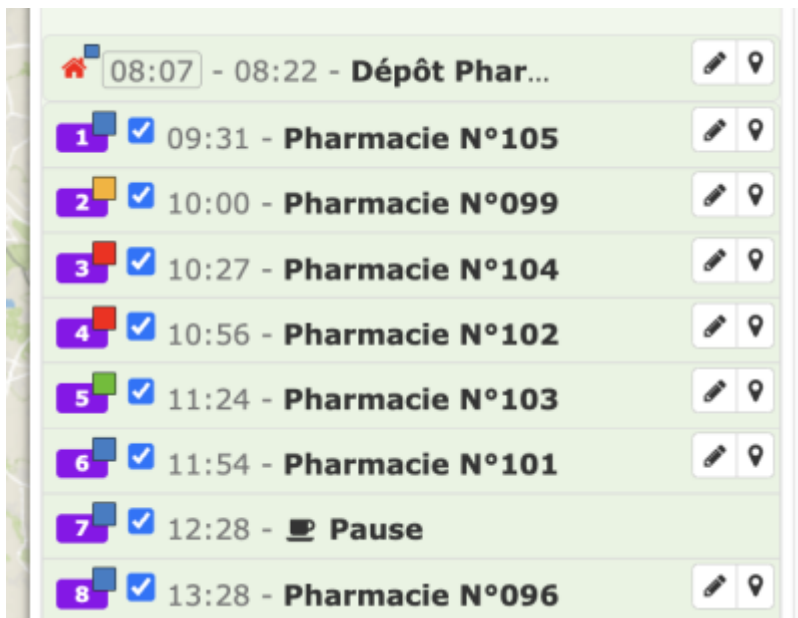 08:07 - 08:22 - Dépôt Phar...
1 09:31 - Pharmacie N°105
2 10:00 - Pharmacie N°099
3 10:27 - Pharmacie N°104
4 10:56 - Pharmacie N°102
5 11:24 - Pharmacie N°103
6 11:54 - Pharmacie N°101
7 12:28 - Pause
8 13:28 - Pharmacie N°096